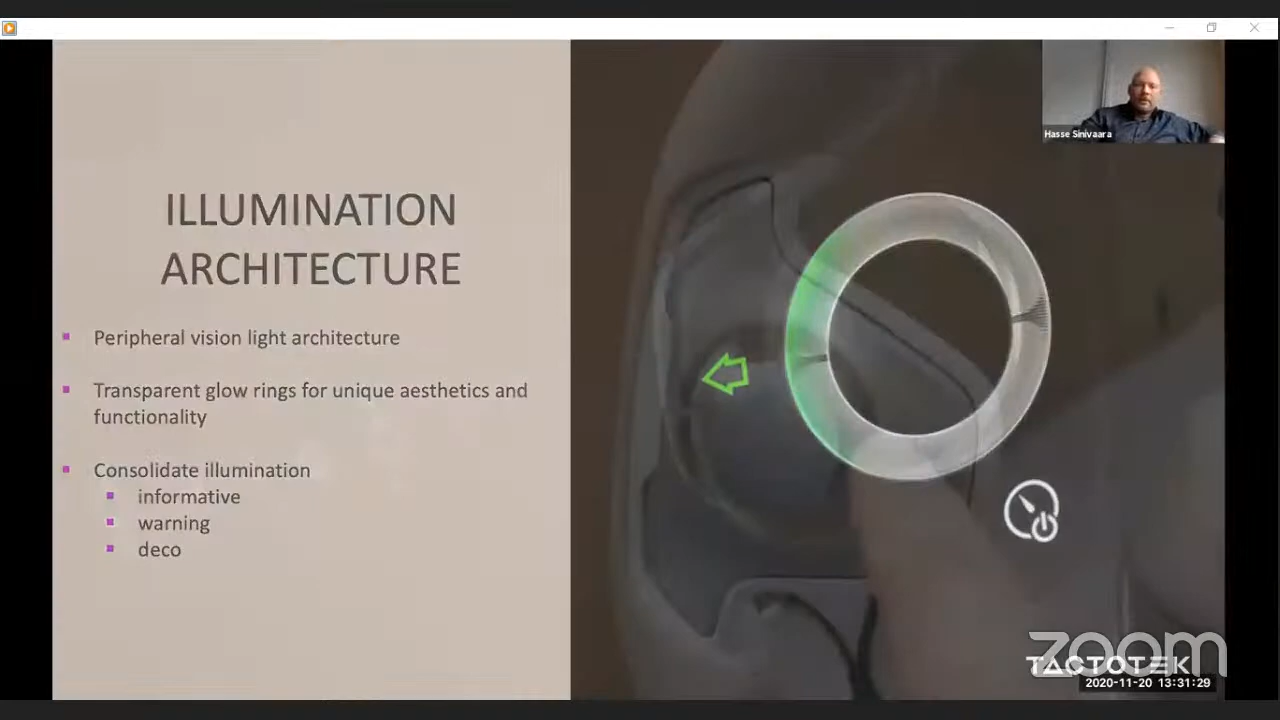 Hasse Sinivaara
ILLUMINATION
ARCHITECTURE
Peripheral vision light architecture
Transparent glow rings for unique aesthetics and
functionality
Consolidate illumination
informative
warning
deco
zoom
TACTOTEK
2020-11-20 13:31:29